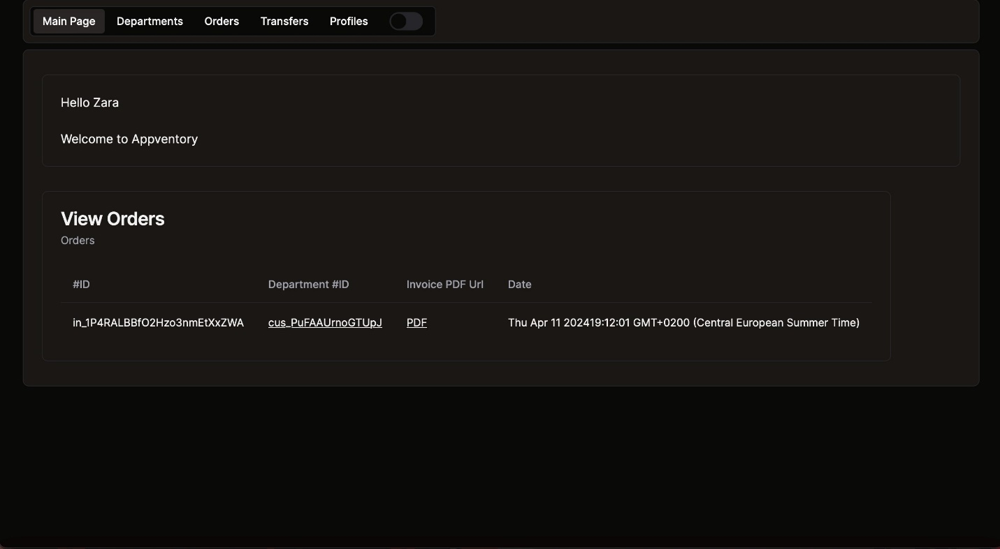 Main Page Departments Orders Transfers Profiles
Hello Zara
Welcome to Appventory
View Orders
Orders
#ID Department #ID Invoice PDF Url Date
in_1P4RALBBfO2Hzo3nmEtXxZWA cus_PuFAAUrnoGTUpJ PDF Thu Apr 11 202419:12:01 GMT+0200 (Central European Summer Time)